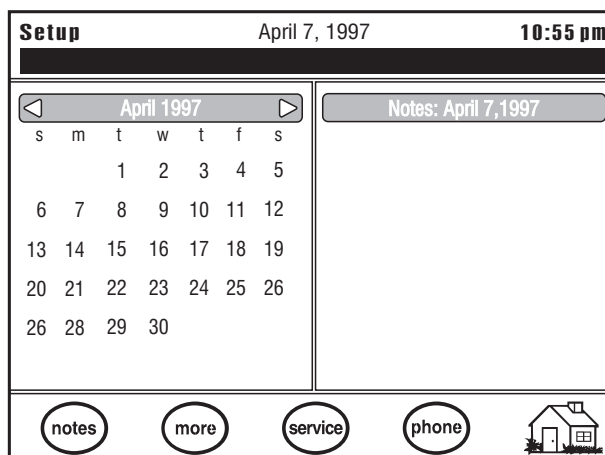 Setup April 7, 1997 10:55 pm
April 1997
s m t w t f s
1 2 3 4 5
6 7 8 9 10 11 12
13 14 15 16 17 18 19
20 21 22 23 24 25 26
26 28 29 30
Notes: April 7,1997
notes more service phone